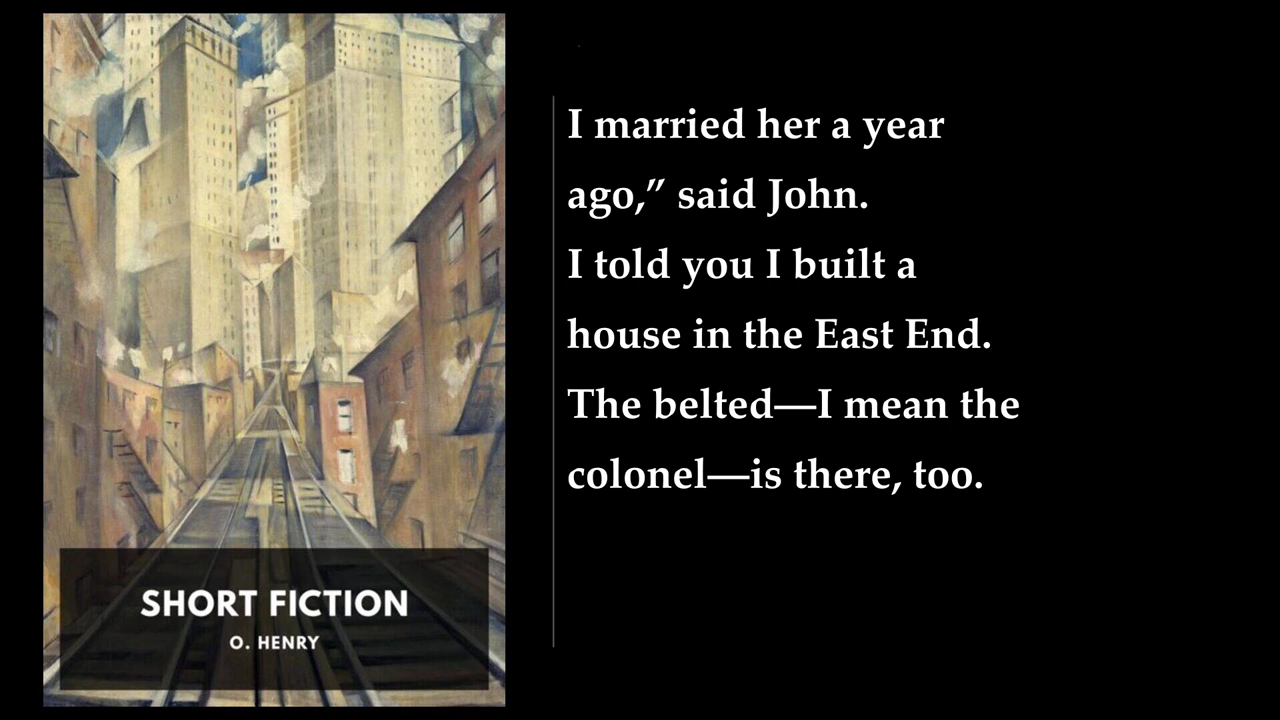 I married her a year
ago,” said John.
I told you I built a
house in the East End.
The belted—I mean the
colonel—is there, too.
SHORT FICTION
O. HENRY